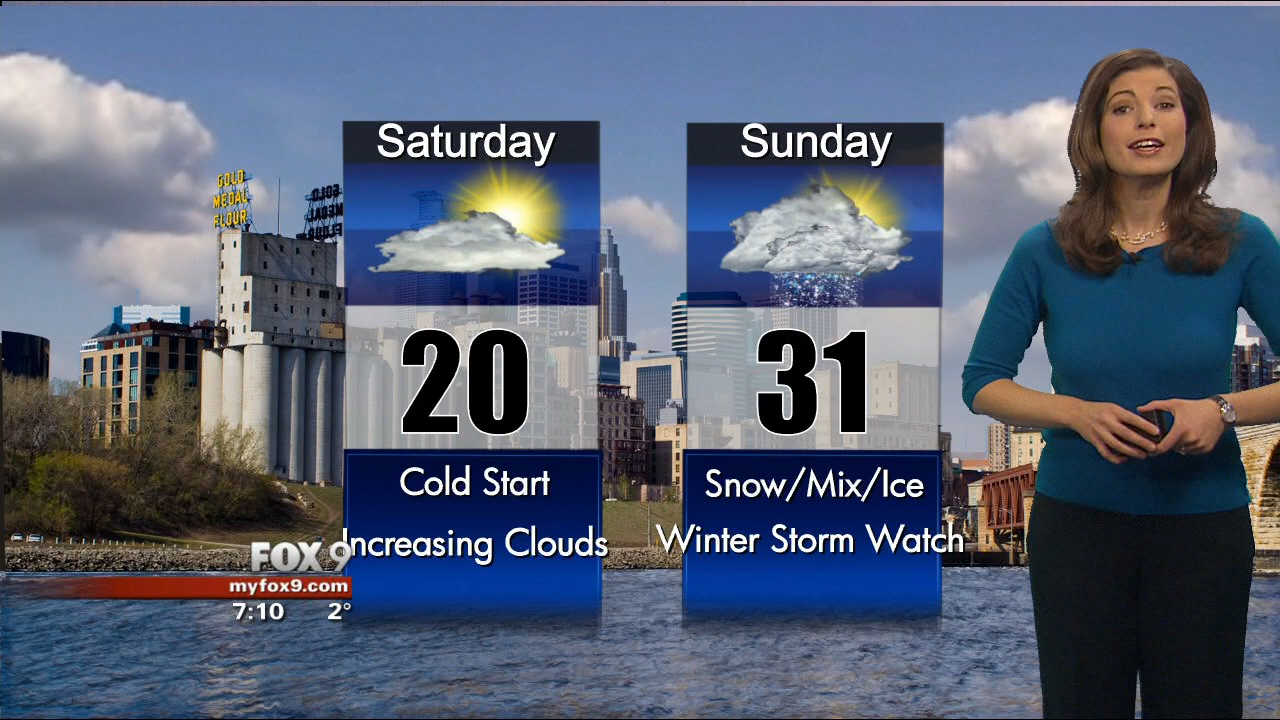 Saturday
20
Cold Start
Increasing Clouds
Sunday
31
Snow/Mix/Ice
Winter Storm Watch
GOLD
MEDAL
FLOUR
GOLD
MEDAL
FLOUR
FOX 9
myfox9.com
7:10 2°